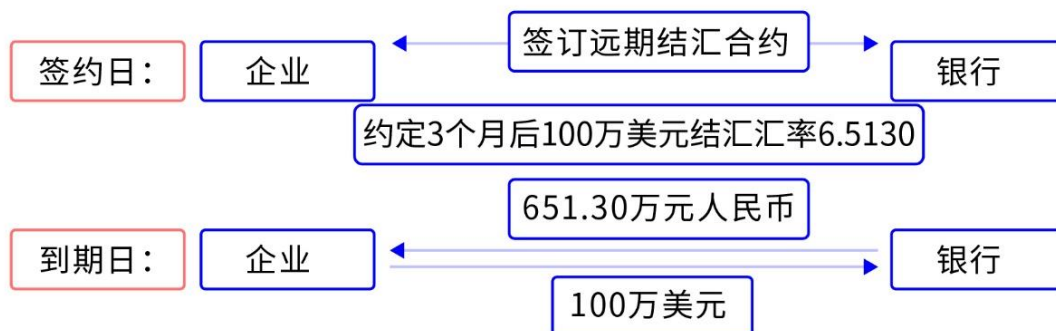 签订远期结汇合约
签约日： 企业 银行
约定3个月后100万美元结汇汇率6.5130
651.30万元人民币
到期日： 企业 银行
100万美元